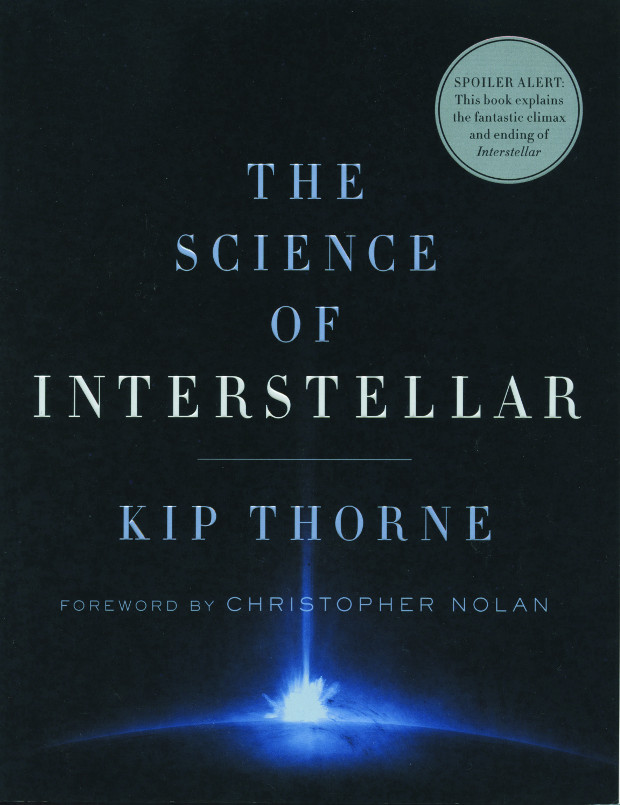 SPOILER ALERT:
This book explains
the fantastic climax
and ending of
Interstellar
THE
SCIENCE
OF
INTERSTELLAR
KIP THORNE
FOREWORD BY CHRISTOPHER NOLAN